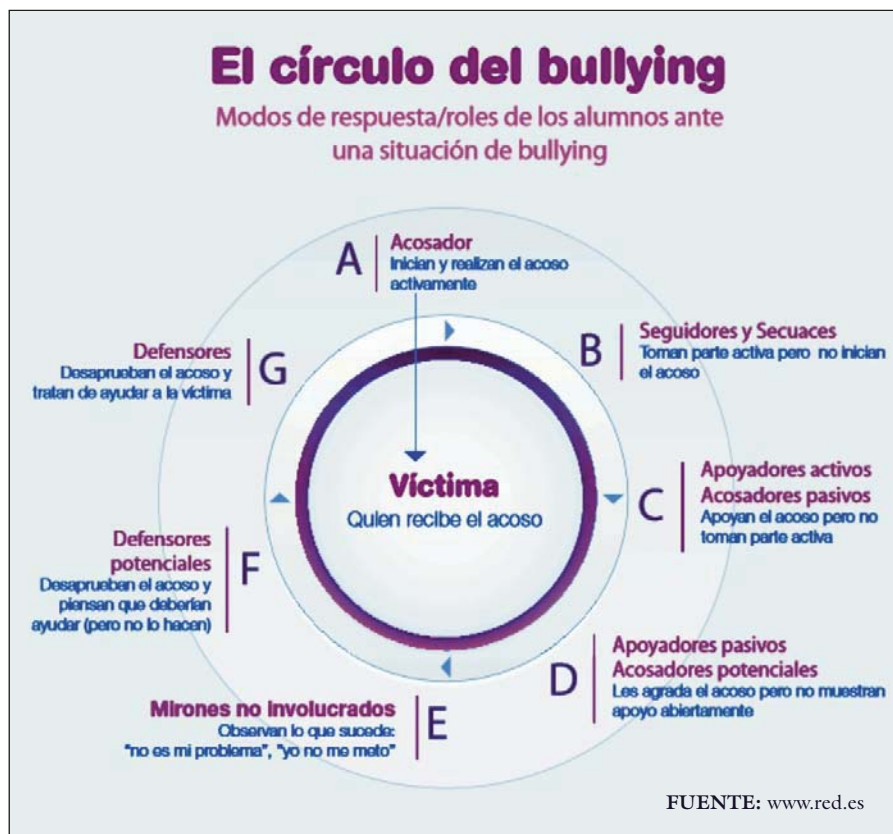 El círculo del bullying
Modos de respuesta/roles de los alumnos ante
una situación de bullying
A
Acosador
Inician y realizan el acoso
activamente
B
Seguidores y Secuaces
Toman parte activa pero no inician
el acoso
C
Apoyadores activos
Acosadores pasivos
Apoyan el acoso pero no
toman parte activa
D
Apoyadores pasivos
Acosadores potenciales
Les agrada el acoso pero no muestran
apoyo abiertamente
E
Mirones no involucrados
Observan lo que sucede:
"no es mi problema", "yo no me meto"
F
Defensores
potenciales
Desaprueban el acoso y
piensan que deberían
ayudar (pero no lo hacen)
G
Defensores
Desaprueban el acoso y
tratan de ayudar a la víctima
Víctima
Quien recibe el acoso
FUENTE: www.red.es